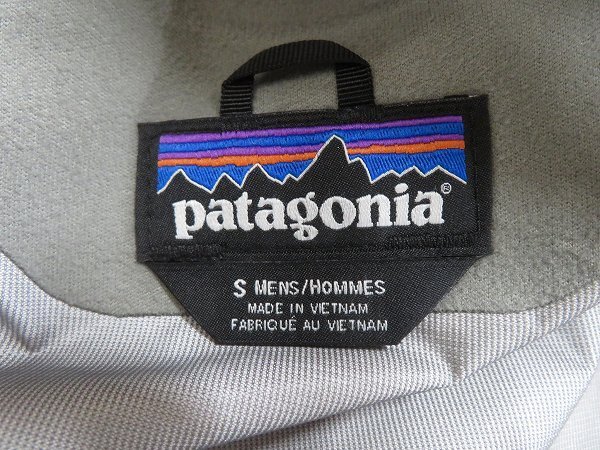 patagonia®
S MENS/HOMMES
MADE IN VIETNAM
FABRIQUÉ AU VIETNAM